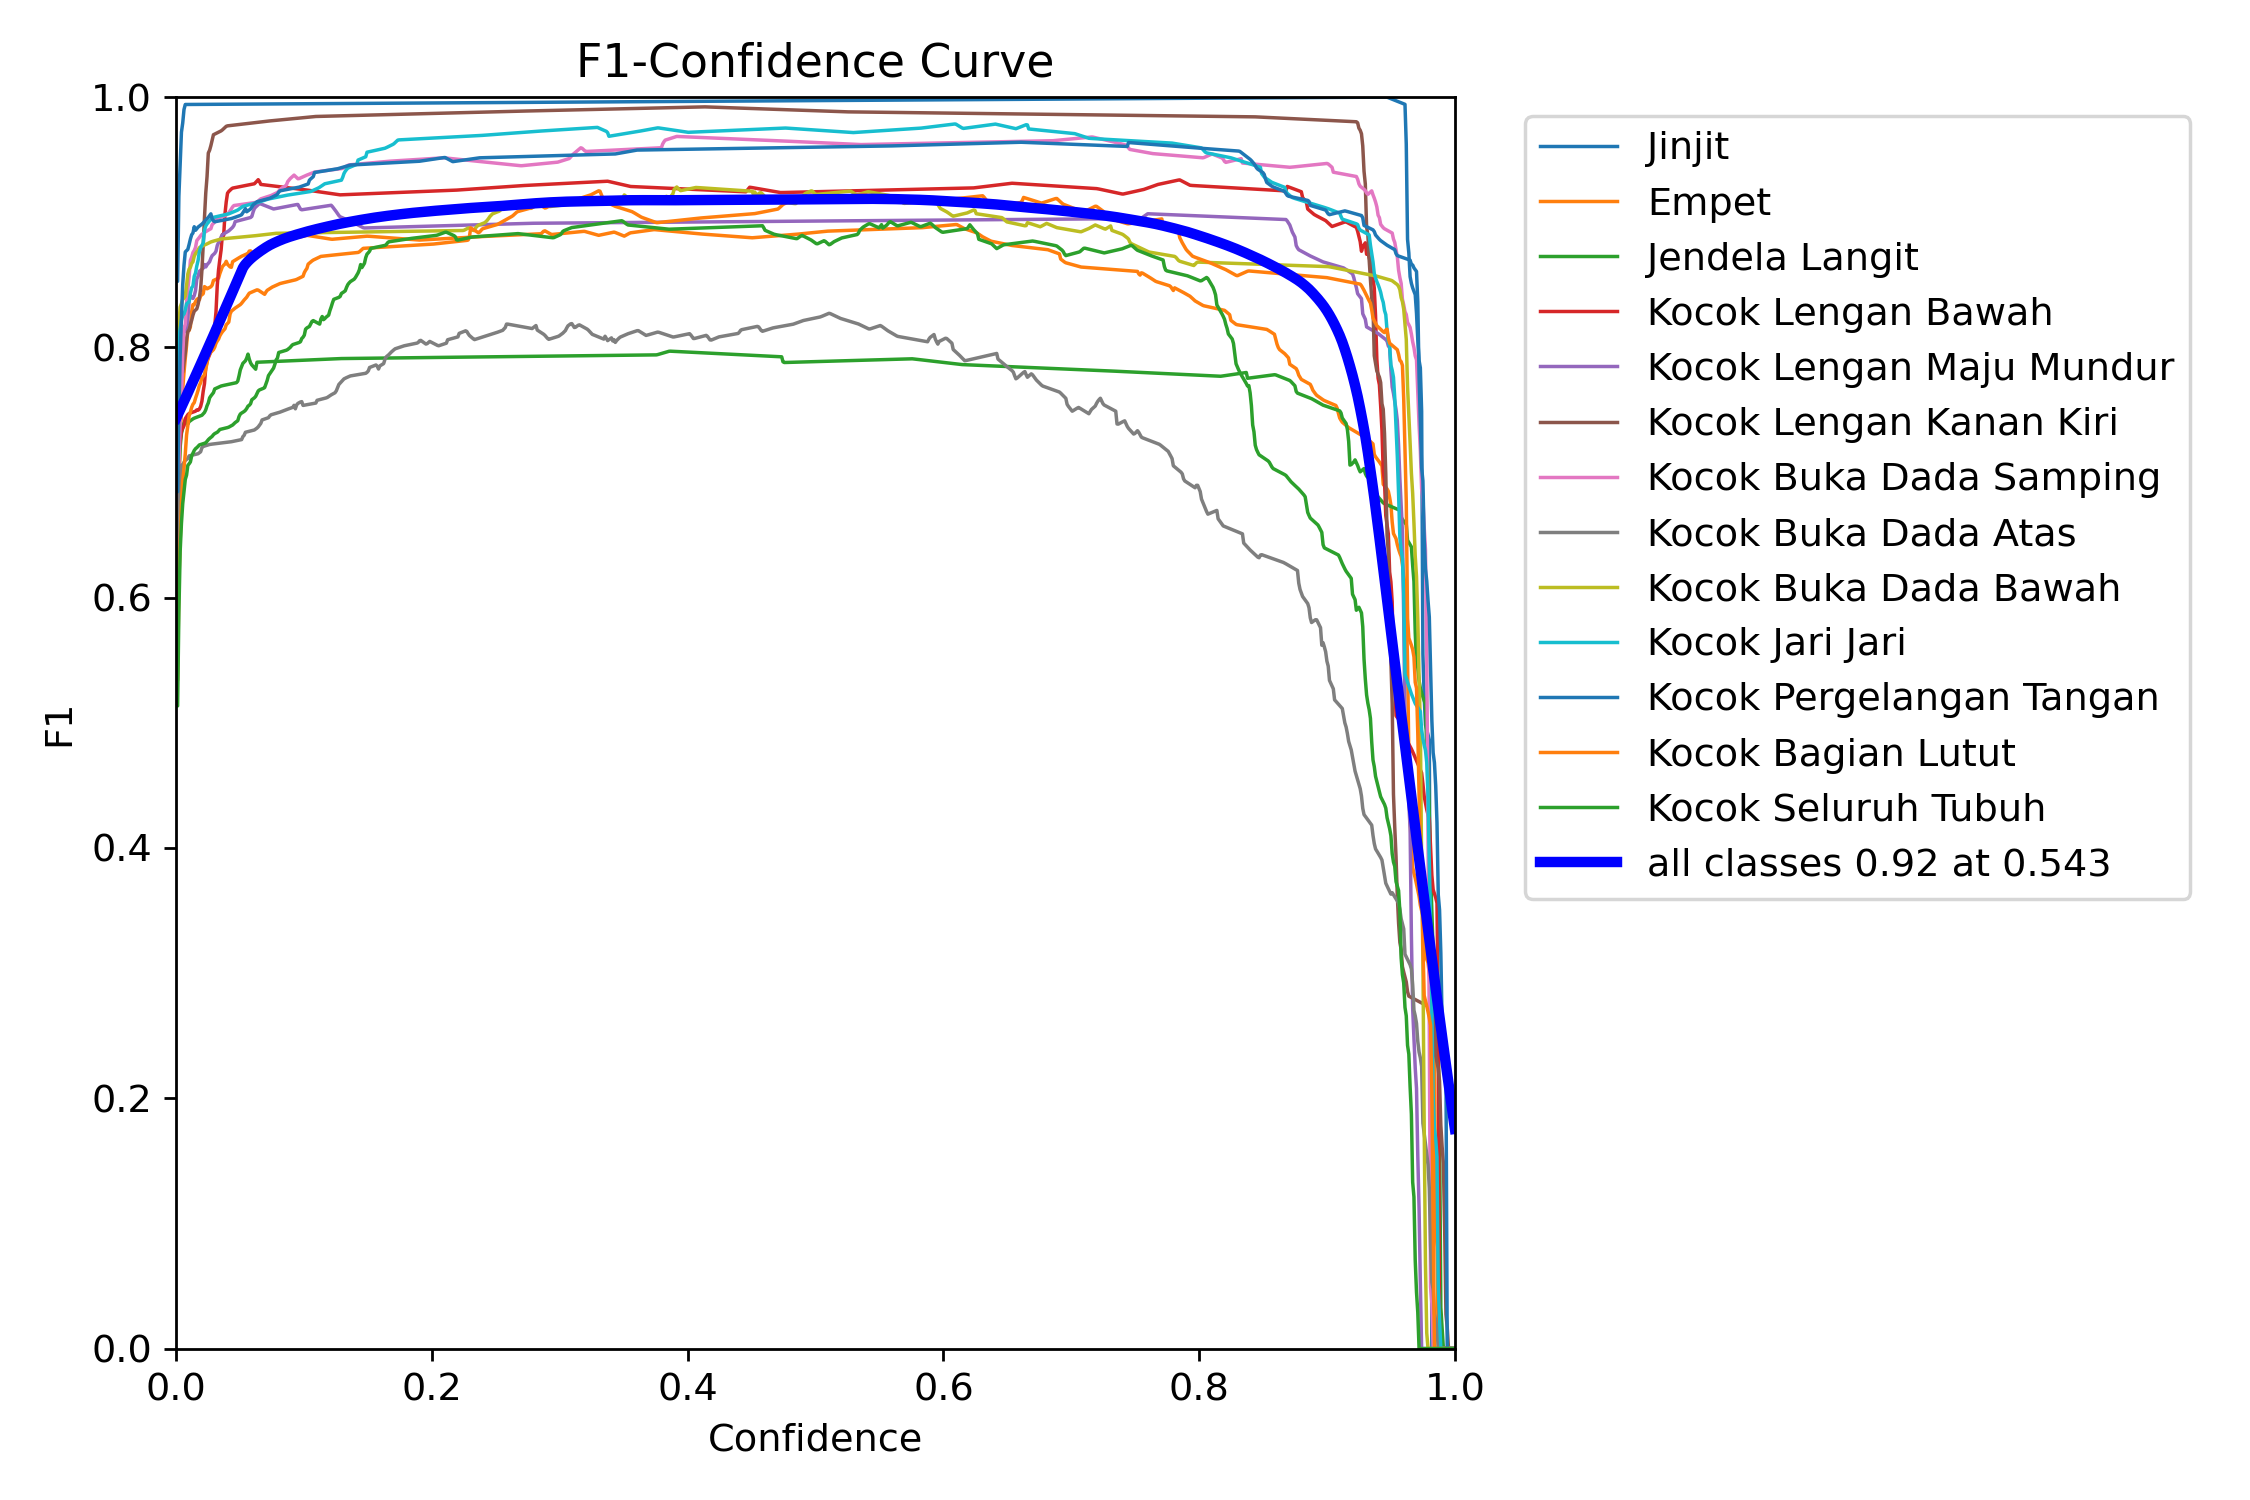 F1-Confidence Curve
1.0
0.8
0.6
0.4
0.2
0.0
F1
0.0 0.2 0.4 0.6 0.8 1.0
Confidence
Jinjit
Empet
Jendela Langit
Kocok Lengan Bawah
Kocok Lengan Maju Mundur
Kocok Lengan Kanan Kiri
Kocok Buka Dada Samping
Kocok Buka Dada Atas
Kocok Buka Dada Bawah
Kocok Jari Jari
Kocok Pergelangan Tangan
Kocok Bagian Lutut
Kocok Seluruh Tubuh
all classes 0.92 at 0.543